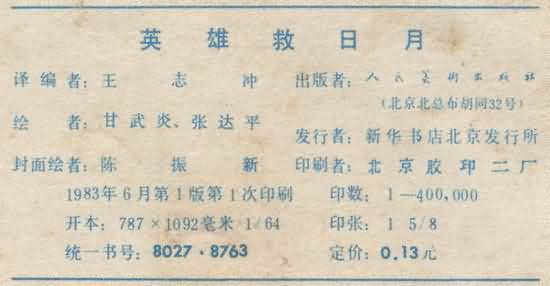 英雄救日月
译编者：王志冲
绘者：甘武炎、张达平
封面绘者：陈振新
1983年6月第1版第1次印刷
开本：787×1092毫米 1/64
统一书号：8027·8763
出版者：人民美术出版社
（北京北总布胡同32号）
发行者：新华书店北京发行所
印刷者：北京胶印二厂
印数：1—400,000
印张：1 5/8
定价：0.13元